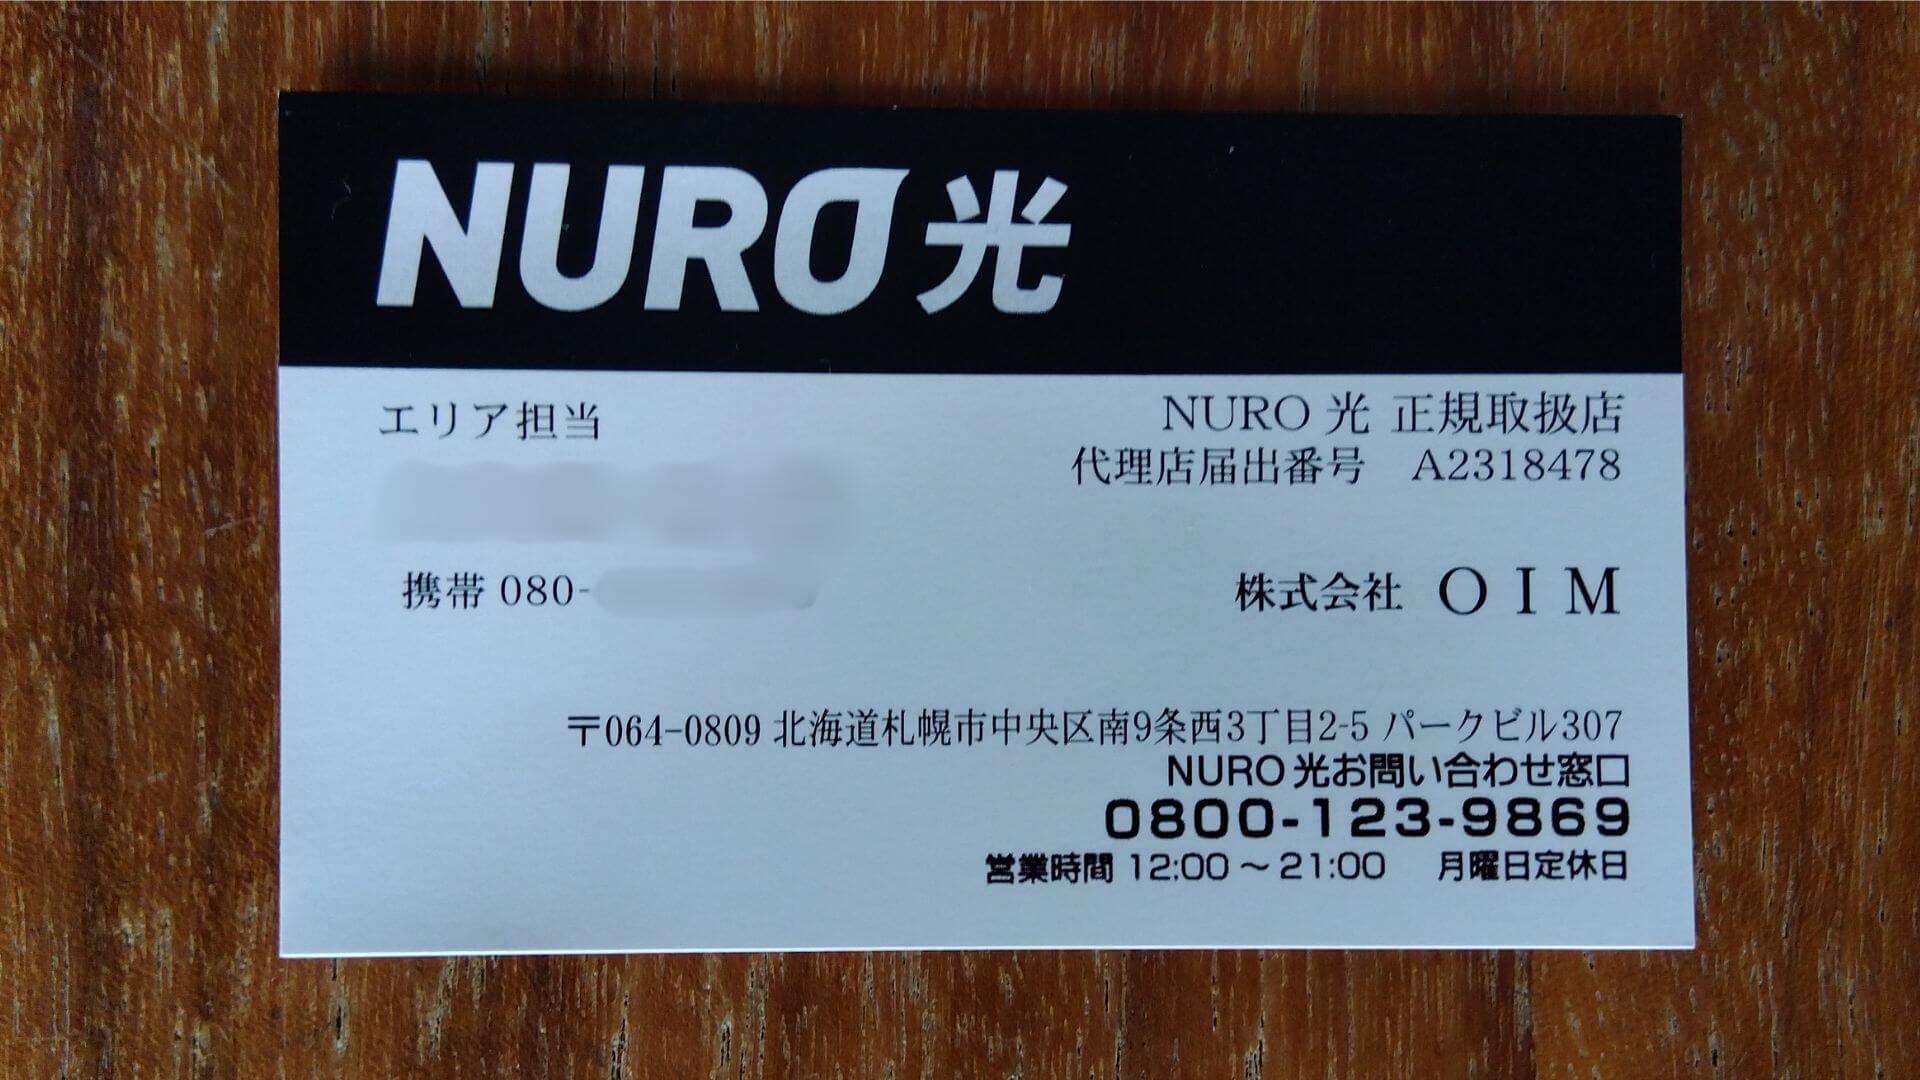 NURO光
エリア担当
携帯 080-
NURO 光 正規取扱店
代理店届出番号 A2318478
株式会社 OIM
〒064-0809 北海道札幌市中央区南9条西3丁目2-5 パークビル307
NURO 光お問い合わせ窓口
0800-123-9869
営業時間 12:00～21:00 月曜日定休日